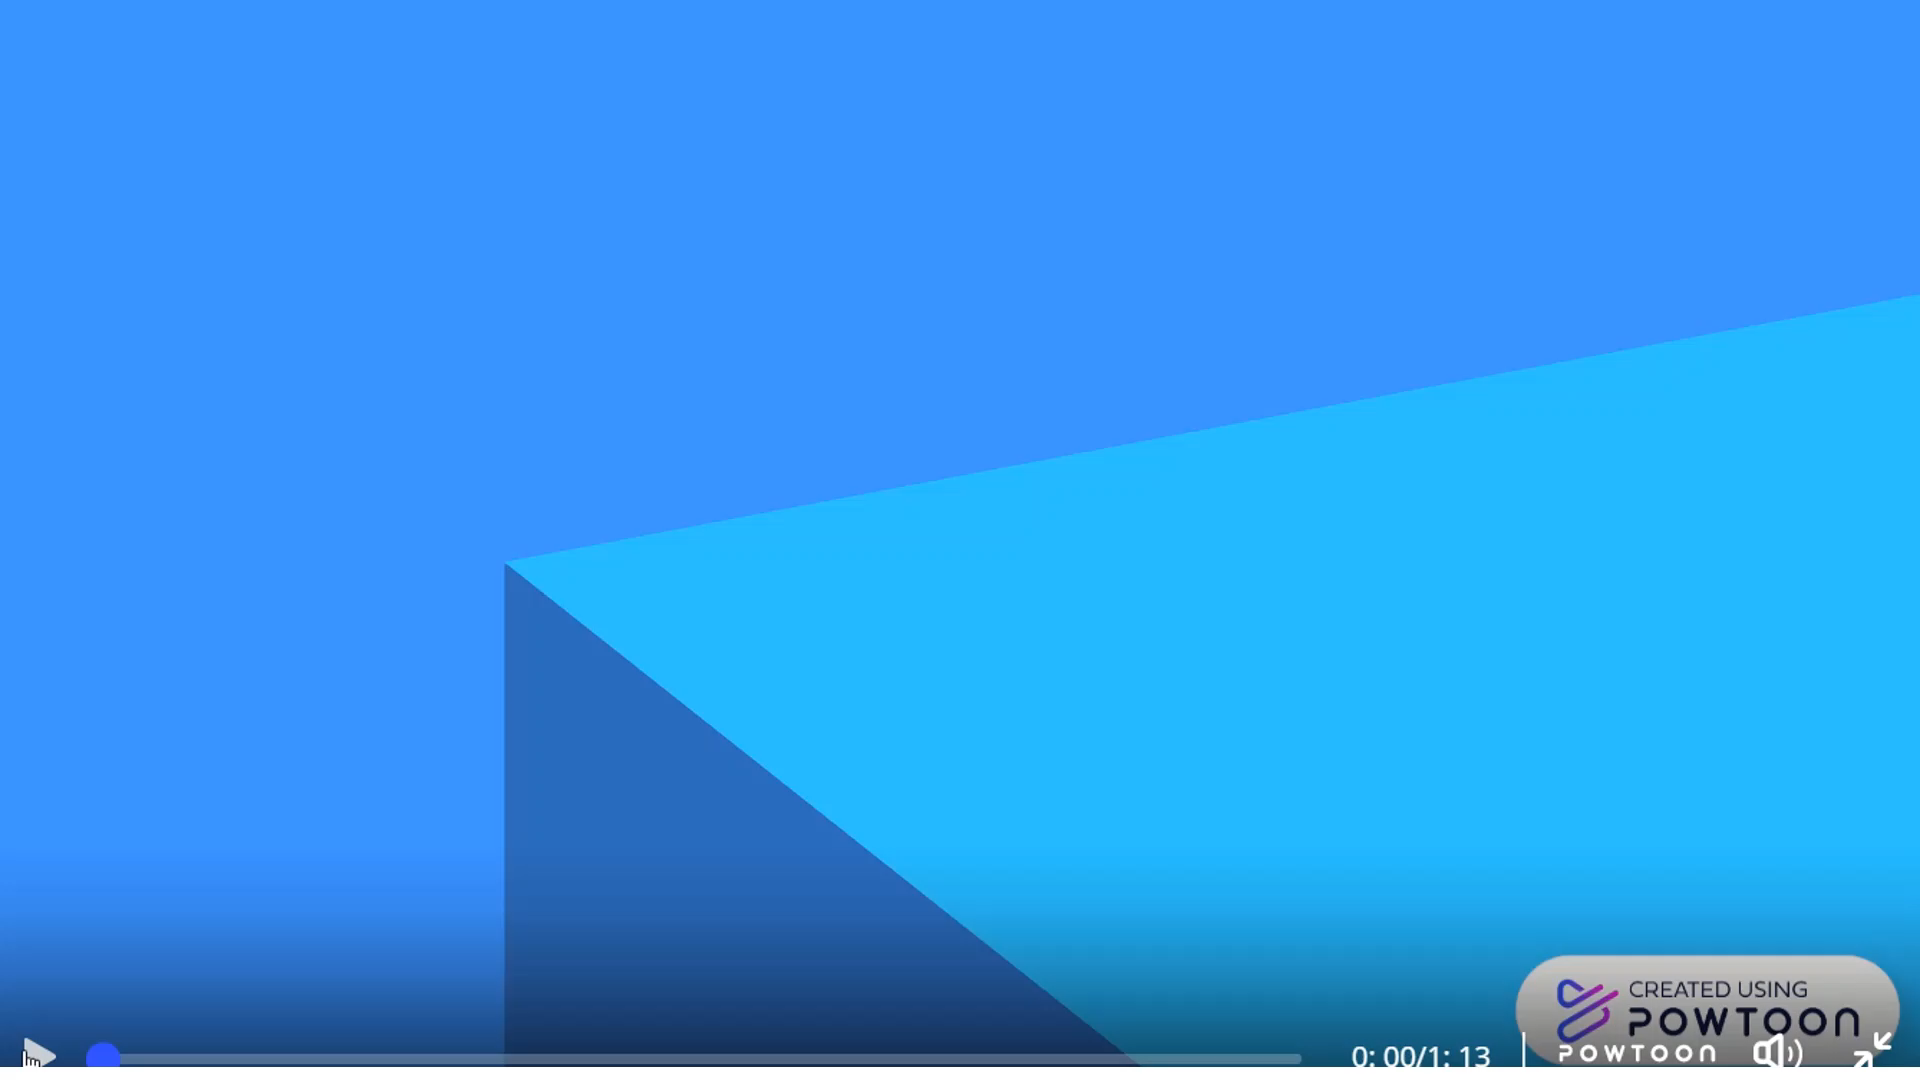 CREATED USING
POWTOON
0: 00/1: 13
POWTOON